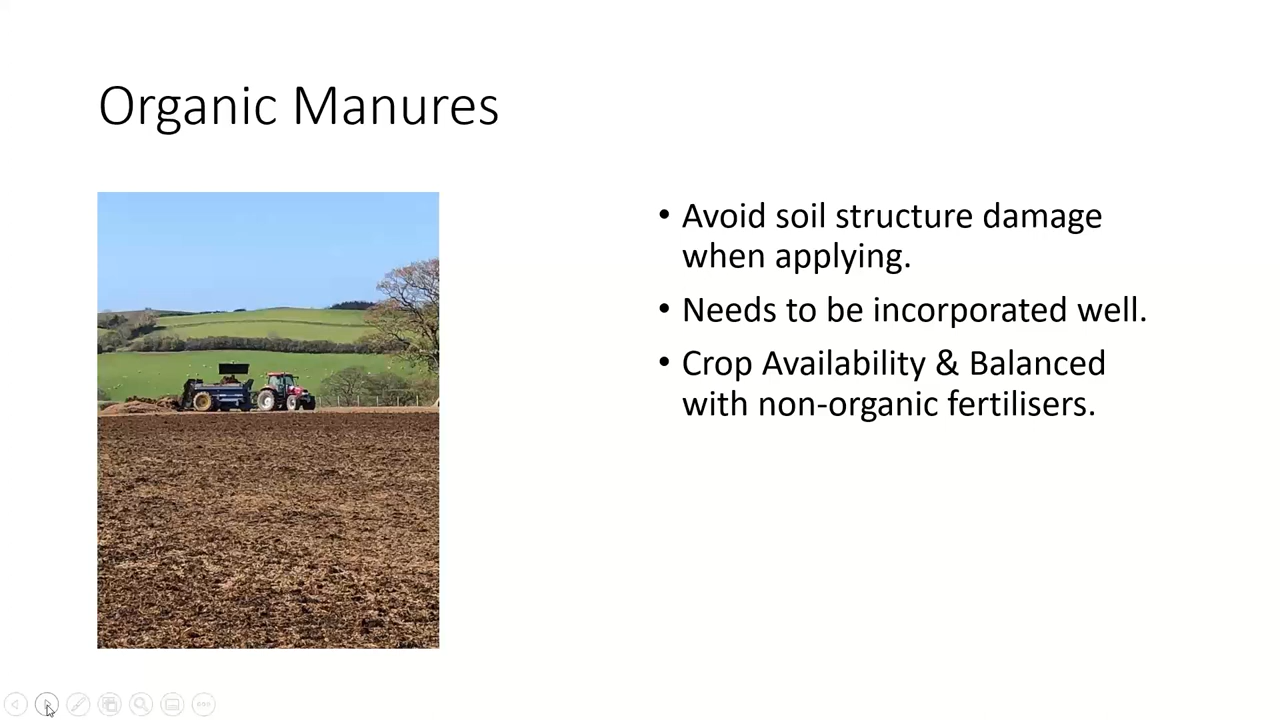 Organic Manures
• Avoid soil structure damage
when applying.
• Needs to be incorporated well.
• Crop Availability & Balanced
with non-organic fertilisers.